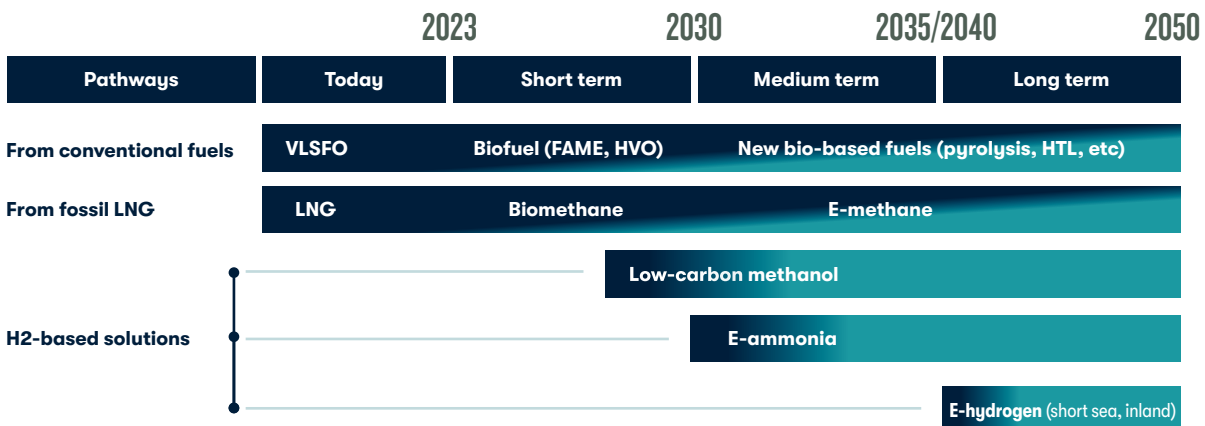 2023 2030 2035/2040 2050
Pathways Today Short term Medium term Long term
From conventional fuels VLSFO Biofuel (FAME, HVO) New bio-based fuels (pyrolysis, HTL, etc)
From fossil LNG LNG Biomethane E-methane
Low-carbon methanol
H2-based solutions E-ammonia
E-hydrogen (short sea, inland)